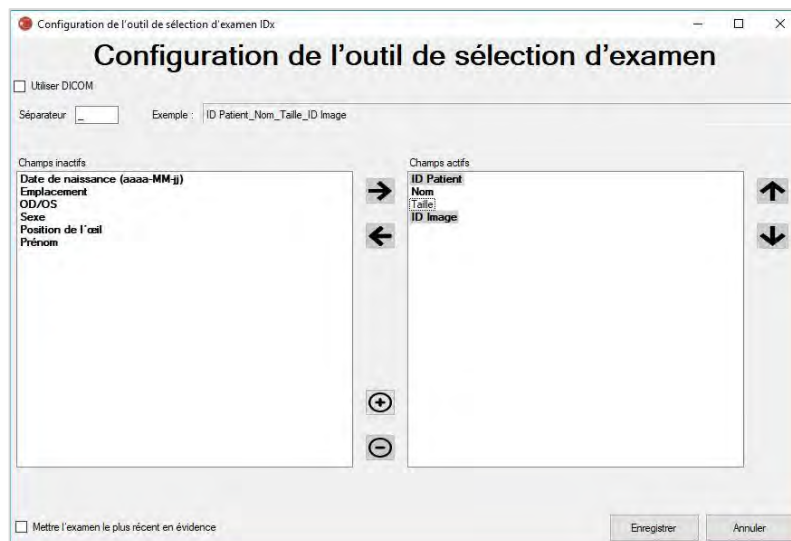 Configuration de l'outil de sélection d'examen IDx
Configuration de l'outil de sélection d'examen
Utiliser DICOM
Séparateur _ Exemple : ID Patient_Nom_Taille_ID Image
Champs inactifs
Date de naissance (aaaa-MM-jj)
Emplacement
OD/OS
Sexe
Position de l'œil
Prénom
Champs actifs
ID Patient
Nom
Taille
ID Image
Mettre l'examen le plus récent en évidence
Enregistrer
Annuler